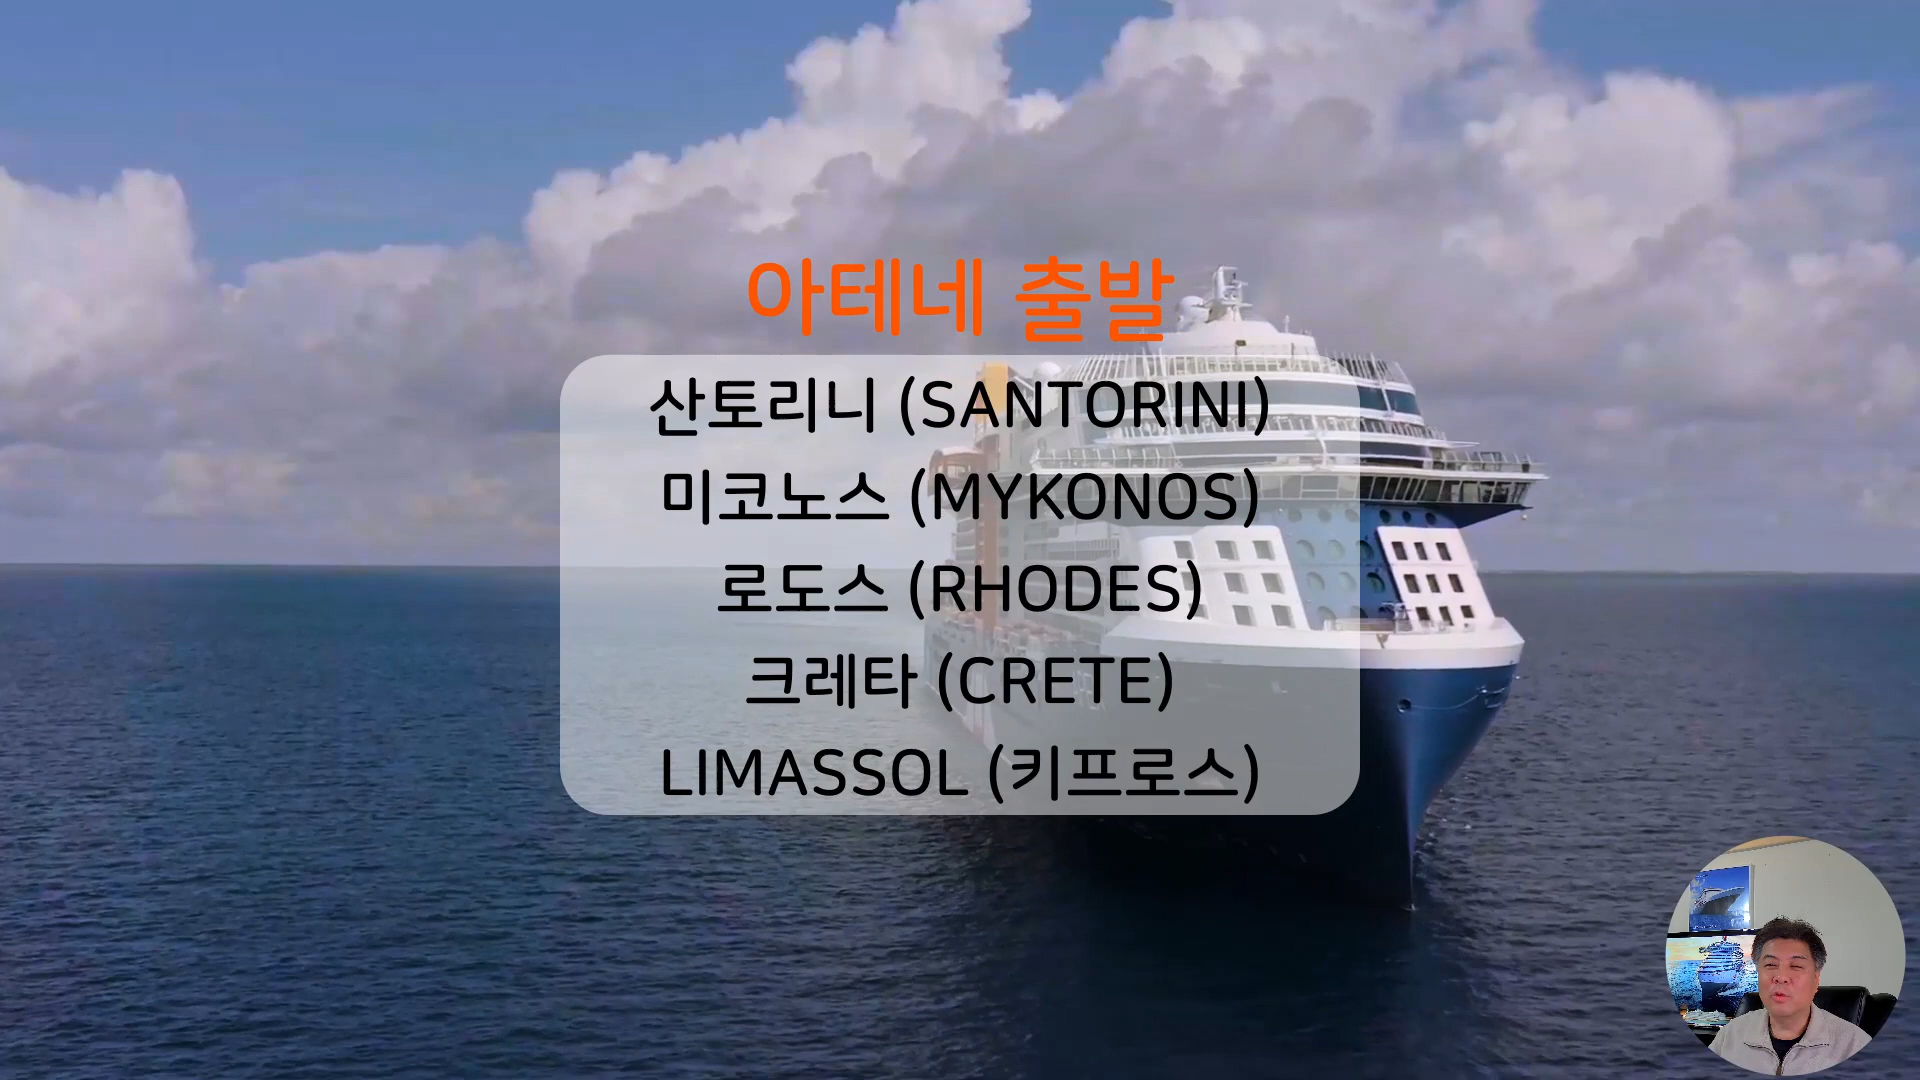 아테네 출발
산토리니 (SANTORINI)
미코노스 (MYKONOS)
로도스 (RHODES)
크레타 (CRETE)
LIMASSOL (키프로스)